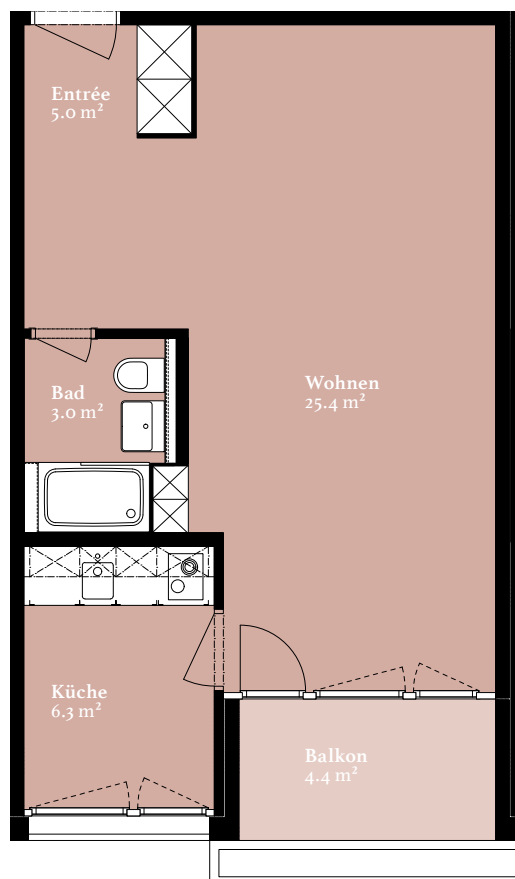 Entrée
5.0 m²
Bad
3.0 m²
Wohnen
25.4 m²
Küche
6.3 m²
Balkon
4.4 m²